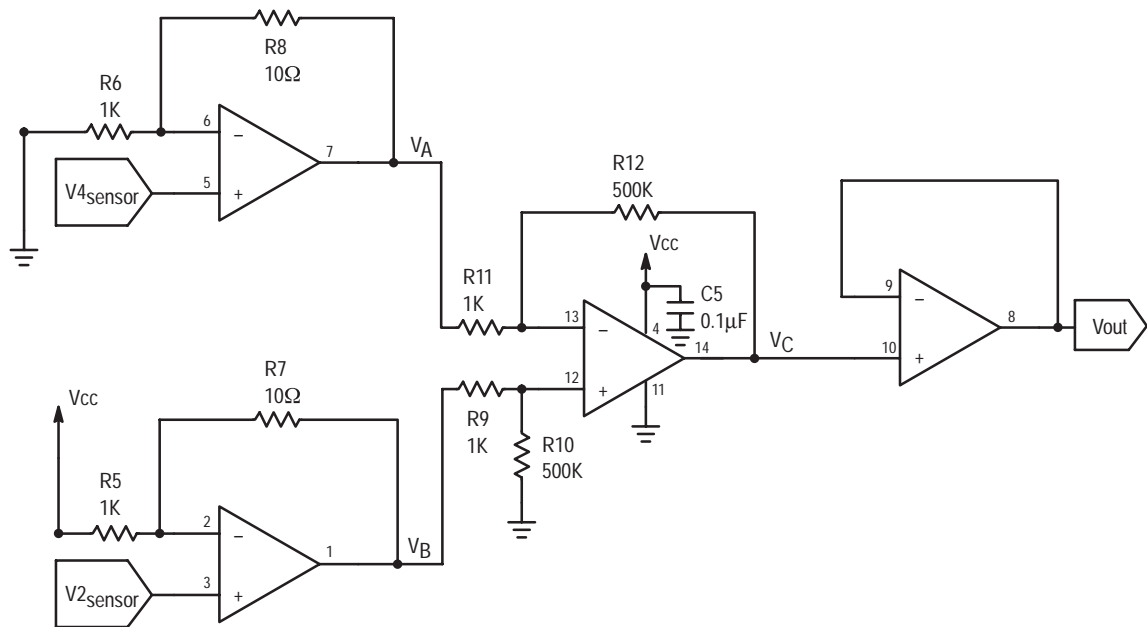 R8
10Ω
R6
1K
6
−
7
V4sensor
5
+
VA
R12
500K
Vcc
R11
1K
C5
0.1µF
13
−
4
14
VC
12
+
11
9
−
8
Vout
10
+
R7
10Ω
Vcc
R9
1K
R10
500K
R5
1K
2
−
1
VB
V2sensor
3
+